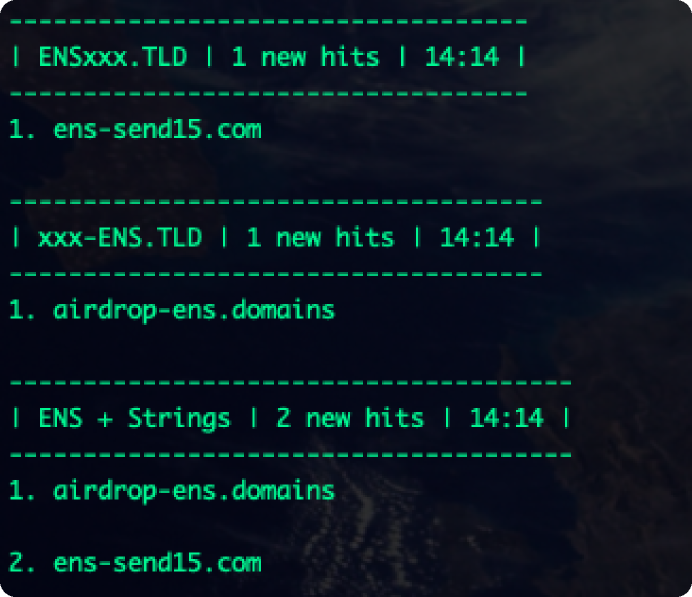 -----------------------------------
| ENSxxx.TLD | 1 new hits | 14:14 |
-----------------------------------
1. ens-send15.com
------------------------------------
| xxx-ENS.TLD | 1 new hits | 14:14 |
------------------------------------
1. airdrop-ens.domains
--------------------------------------
| ENS + Strings | 2 new hits | 14:14 |
--------------------------------------
1. airdrop-ens.domains
2. ens-send15.com